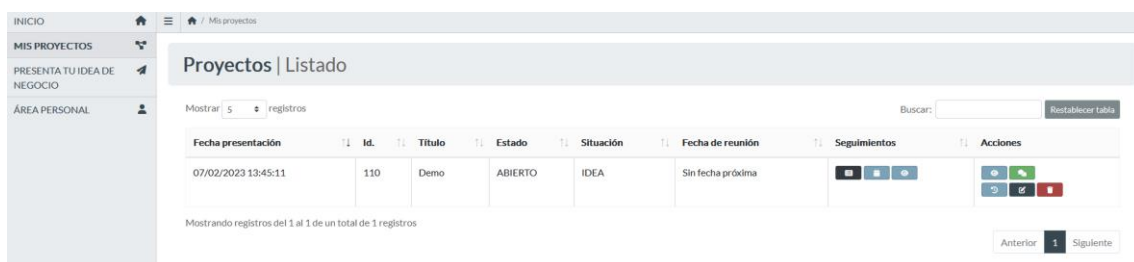 INICIO
/ Mis proyectos
MIS PROYECTOS
PRESENTA TU IDEA DE
NEGOCIO
ÁREA PERSONAL
Proyectos | Listado
Mostrar 5 registros
Buscar:
Restablecer tabla
Fecha presentación Id. Título Estado Situación Fecha de reunión Seguimientos Acciones
07/02/2023 13:45:11 110 Demo ABIERTO IDEA Sin fecha próxima
Mostrando registros del 1 al 1 de un total de 1 registros
Anterior 1 Siguiente